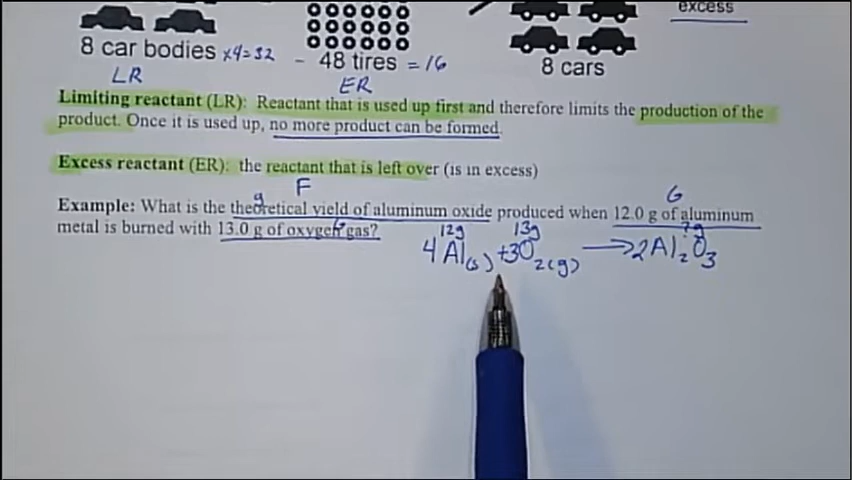 excess
8 car bodies x4=32
- 48 tires = 16
8 cars
LR
ER
Limiting reactant (LR): Reactant that is used up first and therefore limits the production of the
product. Once it is used up, no more product can be formed.
Excess reactant (ER): the reactant that is left over (is in excess)
g F G
Example: What is the theoretical yield of aluminum oxide produced when 12.0 g of aluminum
metal is burned with 13.0 g of oxygen gas?
G
12g 13g ?g
4Al(s) + 3O2(g) → 2Al2O3